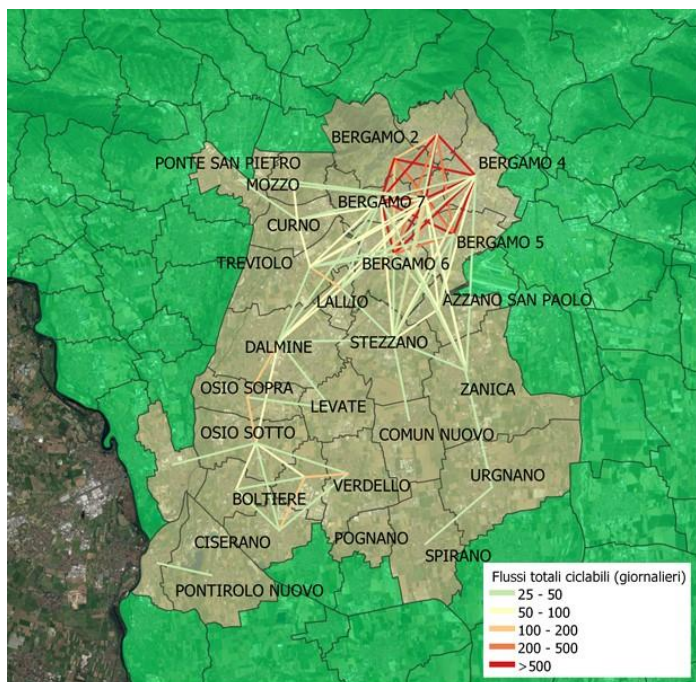 BERGAMO 2
PONTE SAN PIETRO
BERGAMO 4
MOZZO
BERGAMO 7
CURNO
BERGAMO 5
TREVIOLO
BERGAMO 6
LALLIO
AZZANO SAN PAOLO
DALMINE
STEZZANO
OSIO SOPRA
ZANICA
LEVATE
OSIO SOTTO
COMUN NUOVO
URGNANO
VERDELLO
BOLTIERE
CISERANO
POGNANO
SPIRANO
PONTIROLO NUOVO
Flussi totali ciclabili (giornalieri)
25 - 50
50 - 100
100 - 200
200 - 500
>500